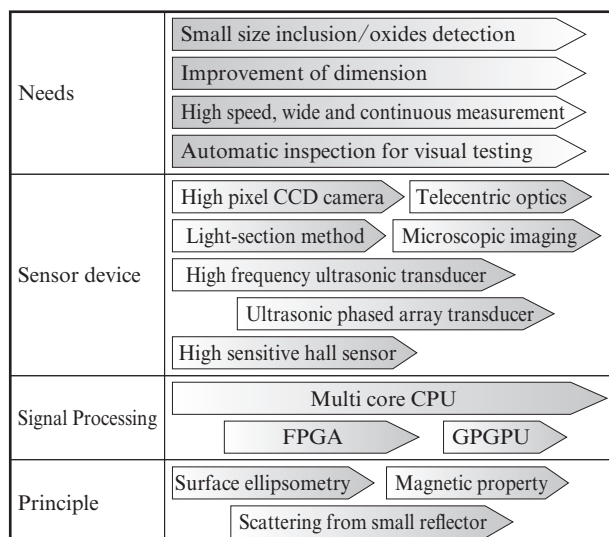 Needs
Small size inclusion/oxides detection
Improvement of dimension
High speed, wide and continuous measurement
Automatic inspection for visual testing
Sensor device
High pixel CCD camera
Telecentric optics
Light-section method
Microscopic imaging
High frequency ultrasonic transducer
Ultrasonic phased array transducer
High sensitive hall sensor
Signal Processing
Multi core CPU
FPGA
GPGPU
Principle
Surface ellipsometry
Magnetic property
Scattering from small reflector